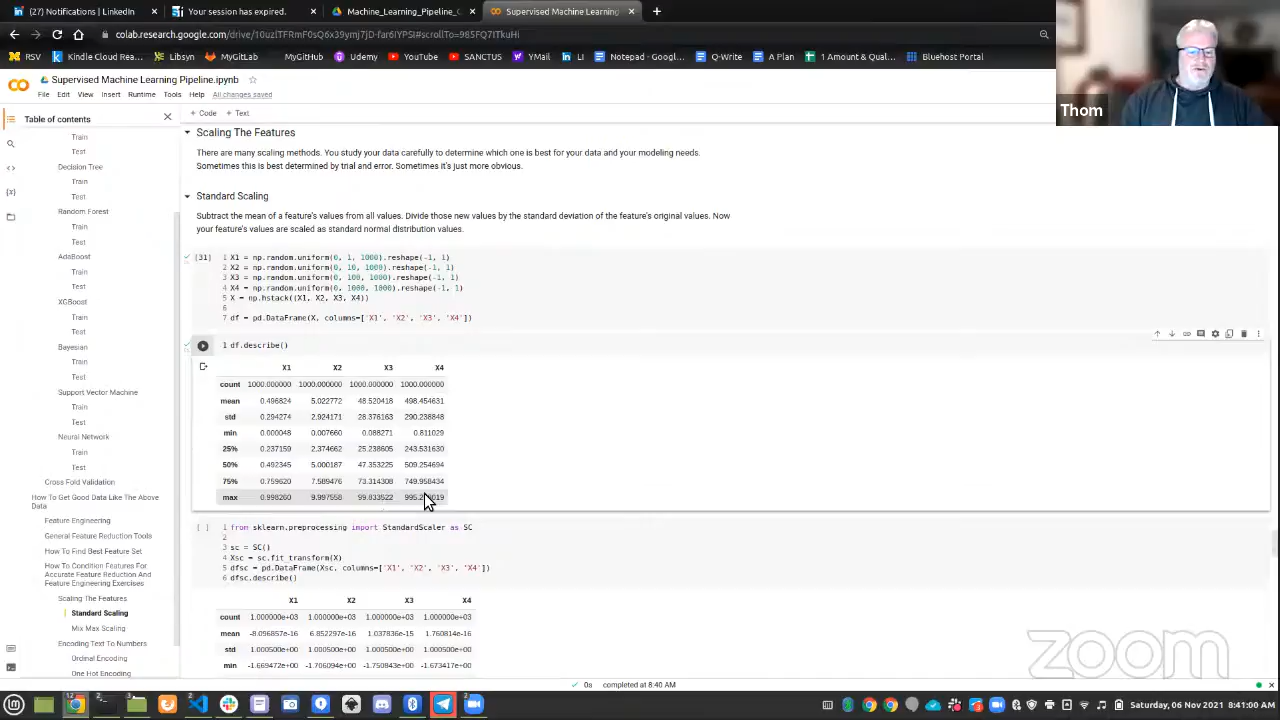 (27) Notifications | LinkedIn
Your session has expired.
Machine_Learning_Pipeline_C
Supervised Machine Learning
colab.research.google.com/drive/
RSV
Kindle Cloud Rea...
Libsyn
GitLab
HumHub
Udemy
YouTube
SANCTUS
YMail
LI
Notepad - Googl...
Q-Write
A Plan
1 Amount & Qual...
Bluehost Portal
Thom
Supervised Machine Learning Pipeline.ipynb
File Edit View Insert Runtime Tools Help All changes saved
Table of contents
+ Code + Text
Train
Test
Decision Tree
Train
Test
Random Forest
Train
Test
AdaBoost
Train
Test
XGBoost
Train
Test
Bayesian
Train
Test
Support Vector Machine
Train
Test
Neural Network
Train
Test
Cross Fold Validation
How To Get Good Data Like The Above
Data
Feature Engineering
General Feature Reduction Tools
How To Find Best Feature Set
How To Condition Features For
Accurate Feature Reduction And
Feature Engineering Exercises
Scaling The Features
Standard Scaling
Mix Max Scaling
Encoding Text To Numbers
Ordinal Encoding
One Hot Encoding
Scaling The Features
There are many scaling methods. You study your data carefully to determine which one is best for your data and your modeling needs.
Sometimes this is best determined by trial and error. Sometimes it's just more obvious.
Standard Scaling
Subtract the mean of a feature's values from all values. Divide those new values by the standard deviation of the feature's original values. Now
your feature's values are scaled as standard normal distribution values.
[31] 1 X1 = np.random.uniform(0, 1, 1000).reshape(-1, 1)
2 X2 = np.random.uniform(0, 10, 1000).reshape(-1, 1)
3 X3 = np.random.uniform(0, 100, 1000).reshape(-1, 1)
4 X4 = np.random.uniform(0, 1000, 1000).reshape(-1, 1)
5 X = np.hstack((X1, X2, X3, X4))
6
7 df = pd.DataFrame(X, columns=['X1', 'X2', 'X3', 'X4'])
1 df.describe()
X1 X2 X3 X4
count 1000.000000 1000.000000 1000.000000 1000.000000
mean 0.496824 5.022772 48.520418 498.454631
std 0.294274 2.924171 28.376163 290.238848
min 0.000048 0.007660 0.088271 0.811029
25% 0.237159 2.374662 25.238605 243.531630
50% 0.492345 5.000187 47.353225 509.254694
75% 0.759620 7.589476 73.314308 749.958434
max 0.998260 9.997558 99.833522
[ ] 1 from sklearn.preprocessing import StandardScaler as SC
2
3 sc = SC()
4 Xsc = sc.fit_transform(X)
5 dfsc = pd.DataFrame(Xsc, columns=['X1', 'X2', 'X3', 'X4'])
6 dfsc.describe()
X1 X2 X3 X4
count 1.000000e+03 1.000000e+03 1.000000e+03 1.000000e+03
mean -8.096857e-16 6.852297e-16 1.037836e-15 1.760814e-16
std 1.000500e+00 1.000500e+00 1.000500e+00 1.000500e+00
min -1.669472e+00 -1.706094e+00 -1.750843e+00 -1.673417e+00
zoom
0s completed at 8:40 AM
Saturday, 06 Nov 2021, 8:41:00 AM